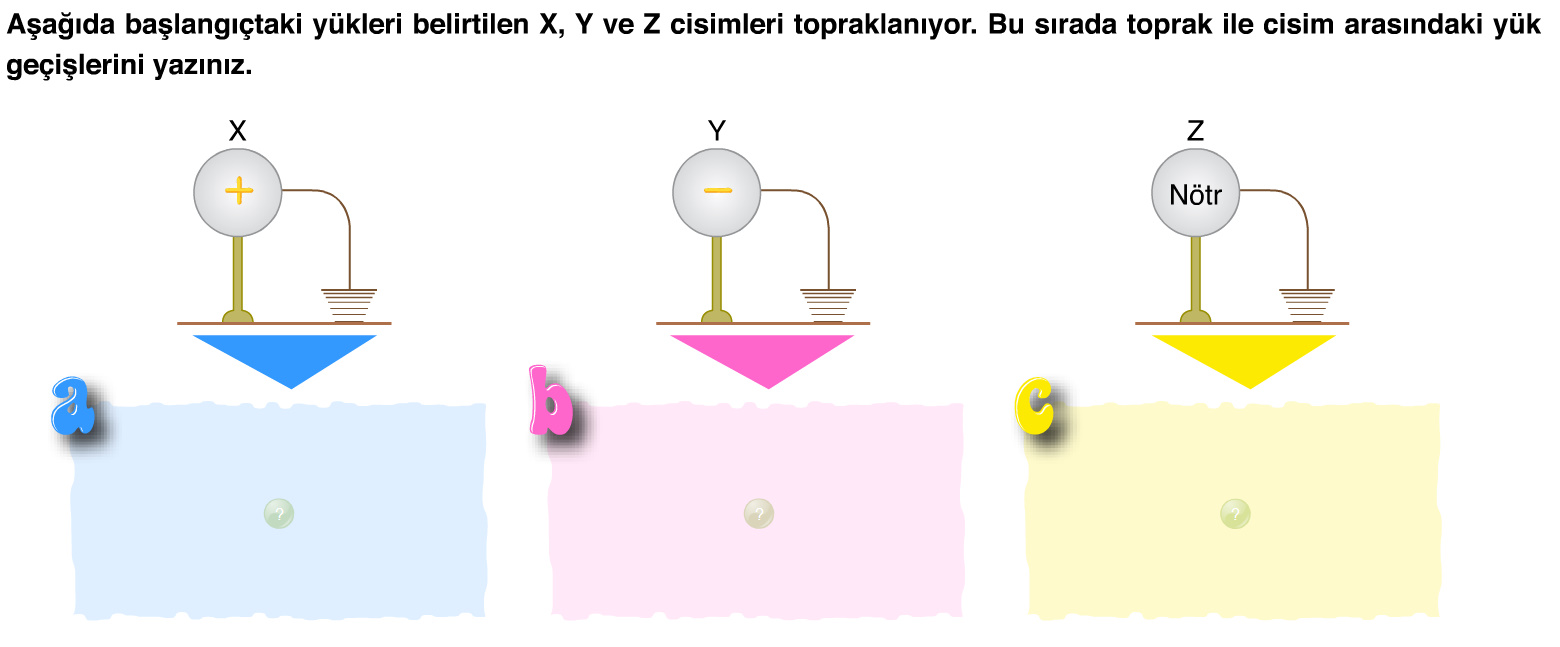 Aşağıda başlangıçtaki yükleri belirtilen X, Y ve Z cisimleri topraklanıyor. Bu sırada toprak ile cisim arasındaki yük
geçişlerini yazınız.
X Y Z
+ − Nötr
a b c
? ? ?